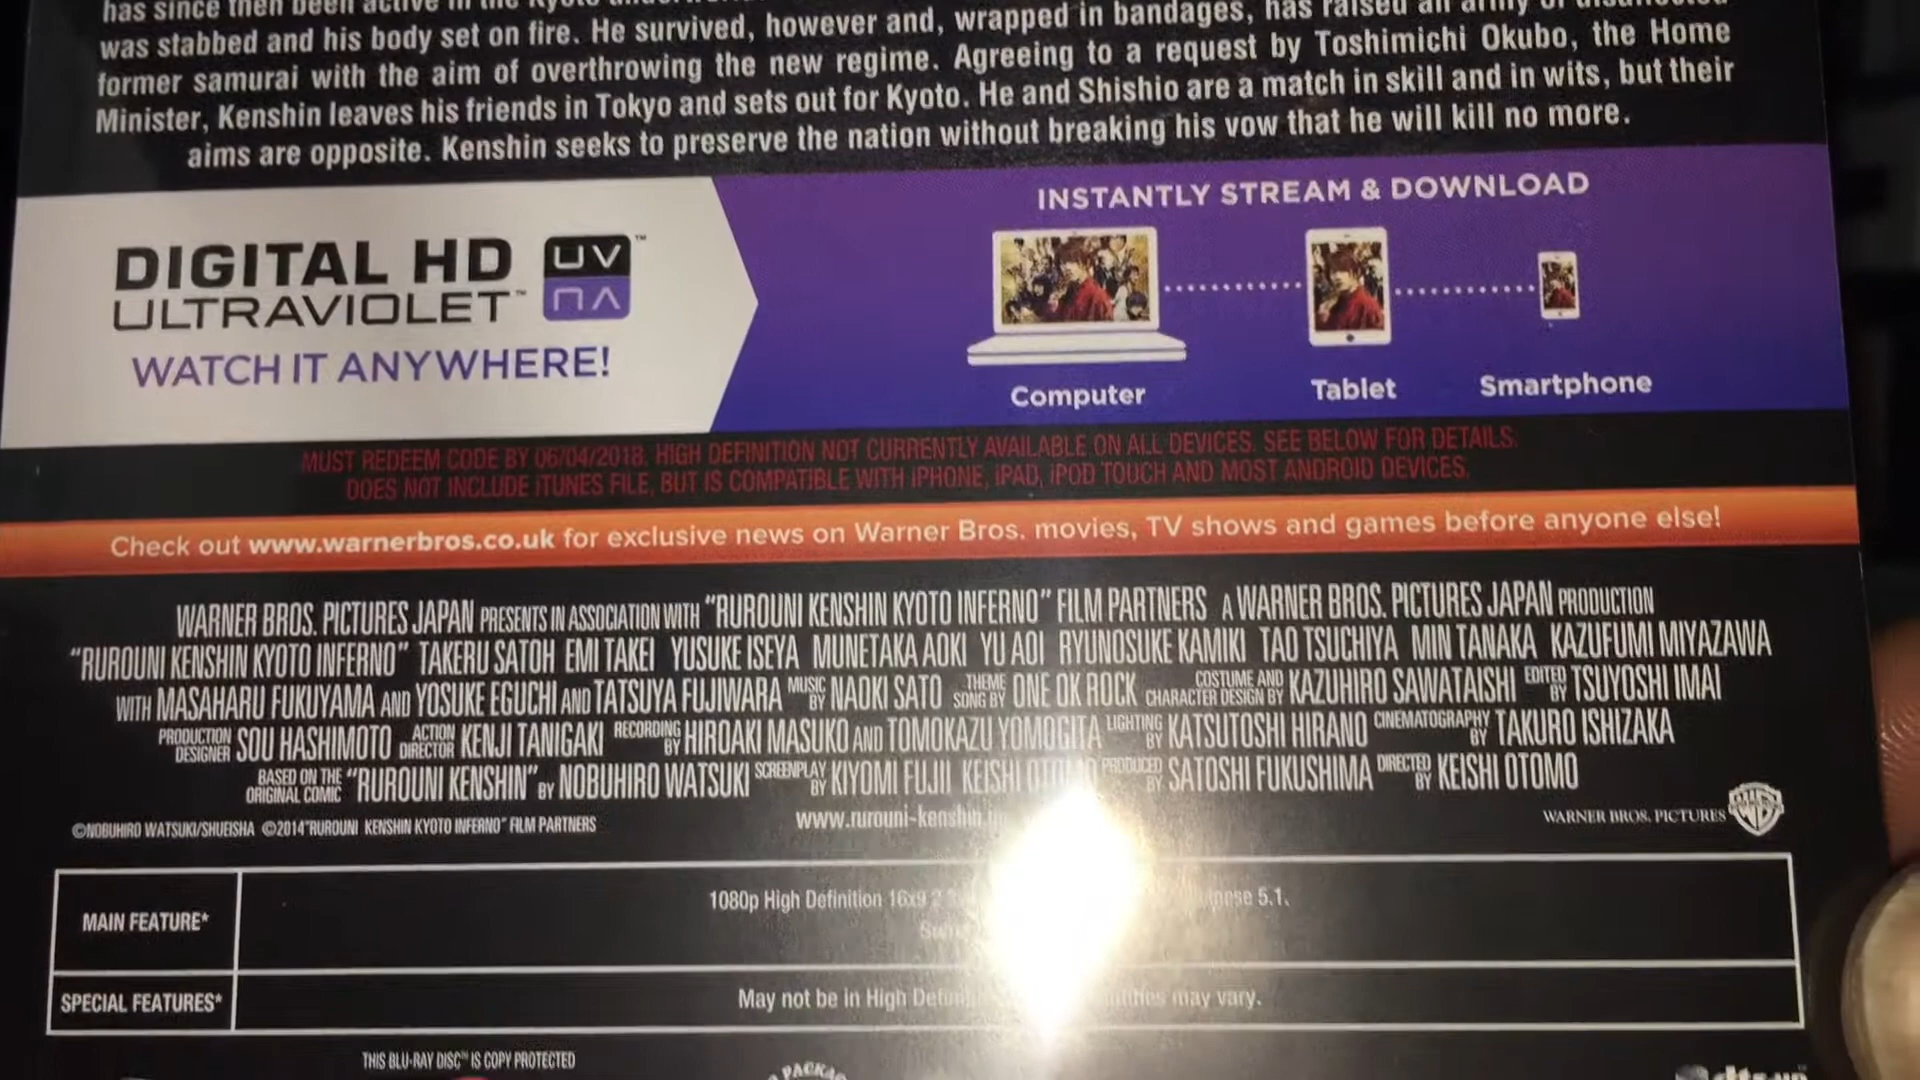 has since then been active in the Kyoto
was stabbed and his body set on fire. He survived, however and, wrapped in bandages, has raised an army of
former samurai with the aim of overthrowing the new regime. Agreeing to a request by Toshimichi Okubo, the Home
Minister, Kenshin leaves his friends in Tokyo and sets out for Kyoto. He and Shishio are a match in skill and in wits, but their
aims are opposite. Kenshin seeks to preserve the nation without breaking his vow that he will kill no more.
INSTANTLY STREAM & DOWNLOAD
DIGITAL HD UV
ULTRAVIOLET™
WATCH IT ANYWHERE!
Computer Tablet Smartphone
MUST REDEEM CODE BY 06/04/2018. HIGH DEFINITION NOT CURRENTLY AVAILABLE ON ALL DEVICES. SEE BELOW FOR DETAILS.
DOES NOT INCLUDE iTUNES FILE, BUT IS COMPATIBLE WITH iPHONE, iPAD, iPOD TOUCH AND MOST ANDROID DEVICES.
Check out www.warnerbros.co.uk for exclusive news on Warner Bros. movies, TV shows and games before anyone else!
WARNER BROS. PICTURES JAPAN PRESENTS IN ASSOCIATION WITH "RUROUNI KENSHIN KYOTO INFERNO" FILM PARTNERS A WARNER BROS. PICTURES JAPAN PRODUCTION
"RUROUNI KENSHIN KYOTO INFERNO" TAKERU SATOH EMI TAKEI YUSUKE ISEYA MUNETAKA AOKI YU AOI RYUNOSUKE KAMIKI TAO TSUCHIYA MIN TANAKA KAZUFUMI MIYAZAWA
WITH MASAHARU FUKUYAMA AND YOSUKE EGUCHI AND TATSUYA FUJIWARA MUSIC BY NAOKI SATO THEME SONG BY ONE OK ROCK COSTUME AND CHARACTER DESIGN BY KAZUHIRO SAWATAISHI EDITED BY TSUYOSHI IMAI
PRODUCTION DESIGNER SOU HASHIMOTO ACTION DIRECTOR KENJI TANIGAKI RECORDING BY HIROAKI MASUKO AND TOMOKAZU YOMOGITA LIGHTING BY KATSUTOSHI HIRANO CINEMATOGRAPHY BY TAKURO ISHIZAKA
BASED ON THE ORIGINAL COMIC "RUROUNI KENSHIN" BY NOBUHIRO WATSUKI SCREENPLAY BY KIYOMI FUJII KEISHI OTOMO PRODUCED BY SATOSHI FUKUSHIMA DIRECTED BY KEISHI OTOMO
©NOBUHIRO WATSUKI/SHUEISHA ©2014"RUROUNI KENSHIN KYOTO INFERNO" FILM PARTNERS
www.rurouni-kenshin.
WARNER BROS. PICTURES
MAIN FEATURE*
1080p High Definition 16x9 5.1.
SPECIAL FEATURES*
May not be in High may vary.
THIS BLU-RAY DISC™ IS COPY PROTECTED